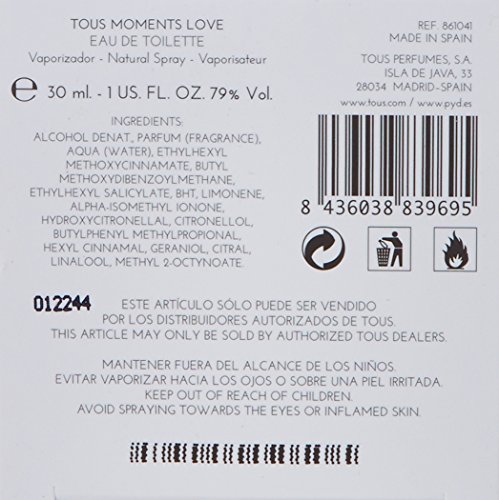 TOUS MOMENTS LOVE
EAU DE TOILETTE
Vaporizador - Natural Spray - Vaporisateur
℮ 30 ml. - 1 US. FL. OZ. 79% Vol.
INGREDIENTS:
ALCOHOL DENAT, PARFUM (FRAGRANCE),
AQUA (WATER), ETHYLHEXYL
METHOXYCINNAMATE, BUTYL
METHOXYDIBENZOYLMETHANE,
ETHYLHEXYL SALICYLATE, BHT, LIMONENE,
ALPHA-ISOMETHYL IONONE,
HYDROXYCITRONELLAL, CITRONELLOL,
BUTYLPHENYL METHYLPROPIONAL,
HEXYL CINNAMAL, GERANIOL, CITRAL,
LINALOOL, METHYL 2-OCTYNOATE.
REF. 861041
MADE IN SPAIN
TOUS PERFUMES, S.A.
ISLA DE JAVA, 33
28034 MADRID-SPAIN
www.tous.com / www.pyd.es
8 436038 839695
012244
ESTE ARTÍCULO SÓLO PUEDE SER VENDIDO
POR LOS DISTRIBUIDORES AUTORIZADOS DE TOUS.
THIS ARTICLE MAY ONLY BE SOLD BY AUTHORIZED TOUS DEALERS.
MANTENER FUERA DEL ALCANCE DE LOS NIÑOS.
EVITAR VAPORIZAR HACIA LOS OJOS O SOBRE UNA PIEL IRRITADA.
KEEP OUT OF REACH OF CHILDREN.
AVOID SPRAYING TOWARDS THE EYES OR INFLAMED SKIN.